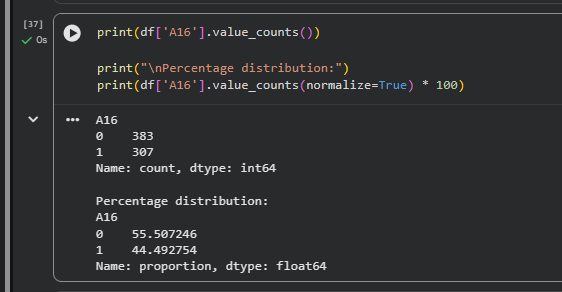 [37]
0s
print(df['A16'].value_counts())
print("\nPercentage distribution:")
print(df['A16'].value_counts(normalize=True) * 100)
A16
0    383
1    307
Name: count, dtype: int64
Percentage distribution:
A16
0    55.507246
1    44.492754
Name: proportion, dtype: float64